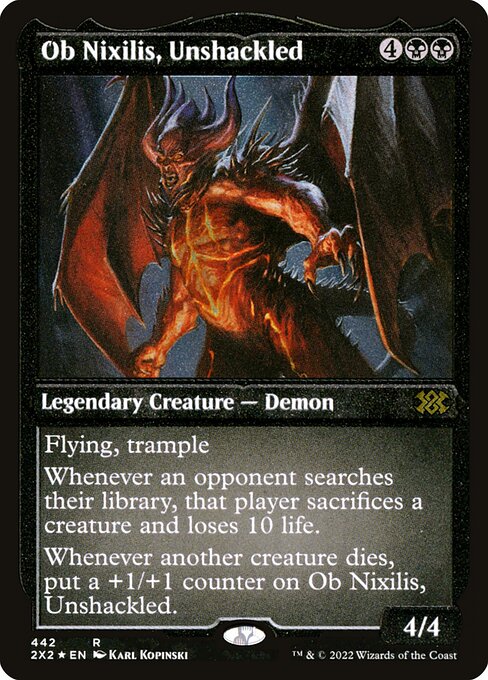 Ob Nixilis, Unshackled 4
Legendary Creature — Demon
Flying, trample
Whenever an opponent searches
their library, that player sacrifices a
creature and loses 10 life.
Whenever another creature dies,
put a +1/+1 counter on Ob Nixilis,
Unshackled.
4/4
442 R
2X2 ★ EN Karl Kopinski
™ & © 2022 Wizards of the Coast